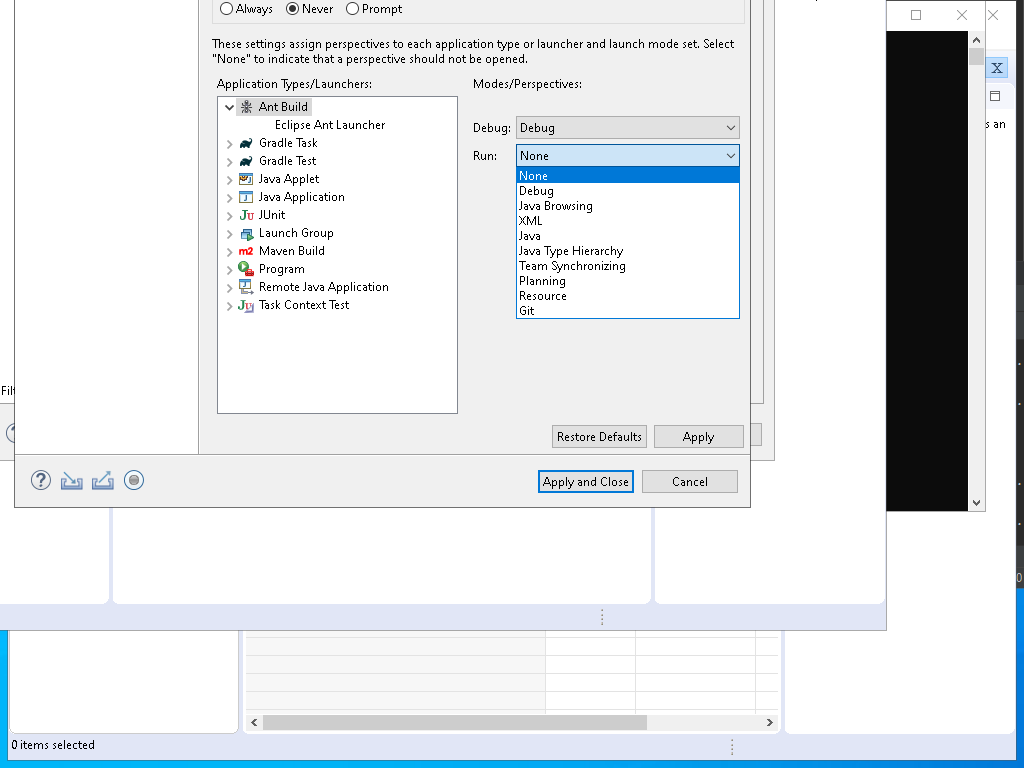 Always Never Prompt
These settings assign perspectives to each application type or launcher and launch mode set. Select
"None" to indicate that a perspective should not be opened.
Application Types/Launchers:
Modes/Perspectives:
Ant Build
Eclipse Ant Launcher
Gradle Task
Gradle Test
Java Applet
Java Application
JUnit
Launch Group
Maven Build
Program
Remote Java Application
Task Context Test
Debug: Debug
Run: None
None
Debug
Java Browsing
XML
Java
Java Type Hierarchy
Team Synchronizing
Planning
Resource
Git
Restore Defaults
Apply
Apply and Close
Cancel
X
s an
0 items selected